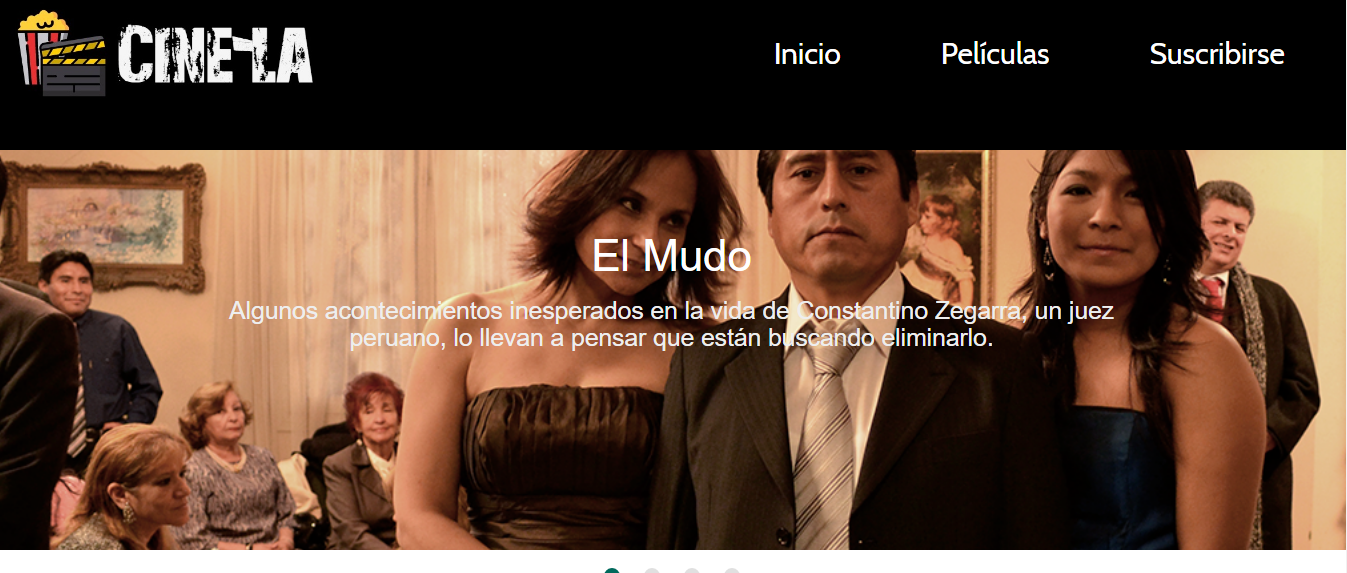 CINE-LA
Inicio Películas Suscribirse
El Mudo
Algunos acontecimientos inesperados en la vida de Constantino Zegarra, un juez
peruano, lo llevan a pensar que están buscando eliminarlo.